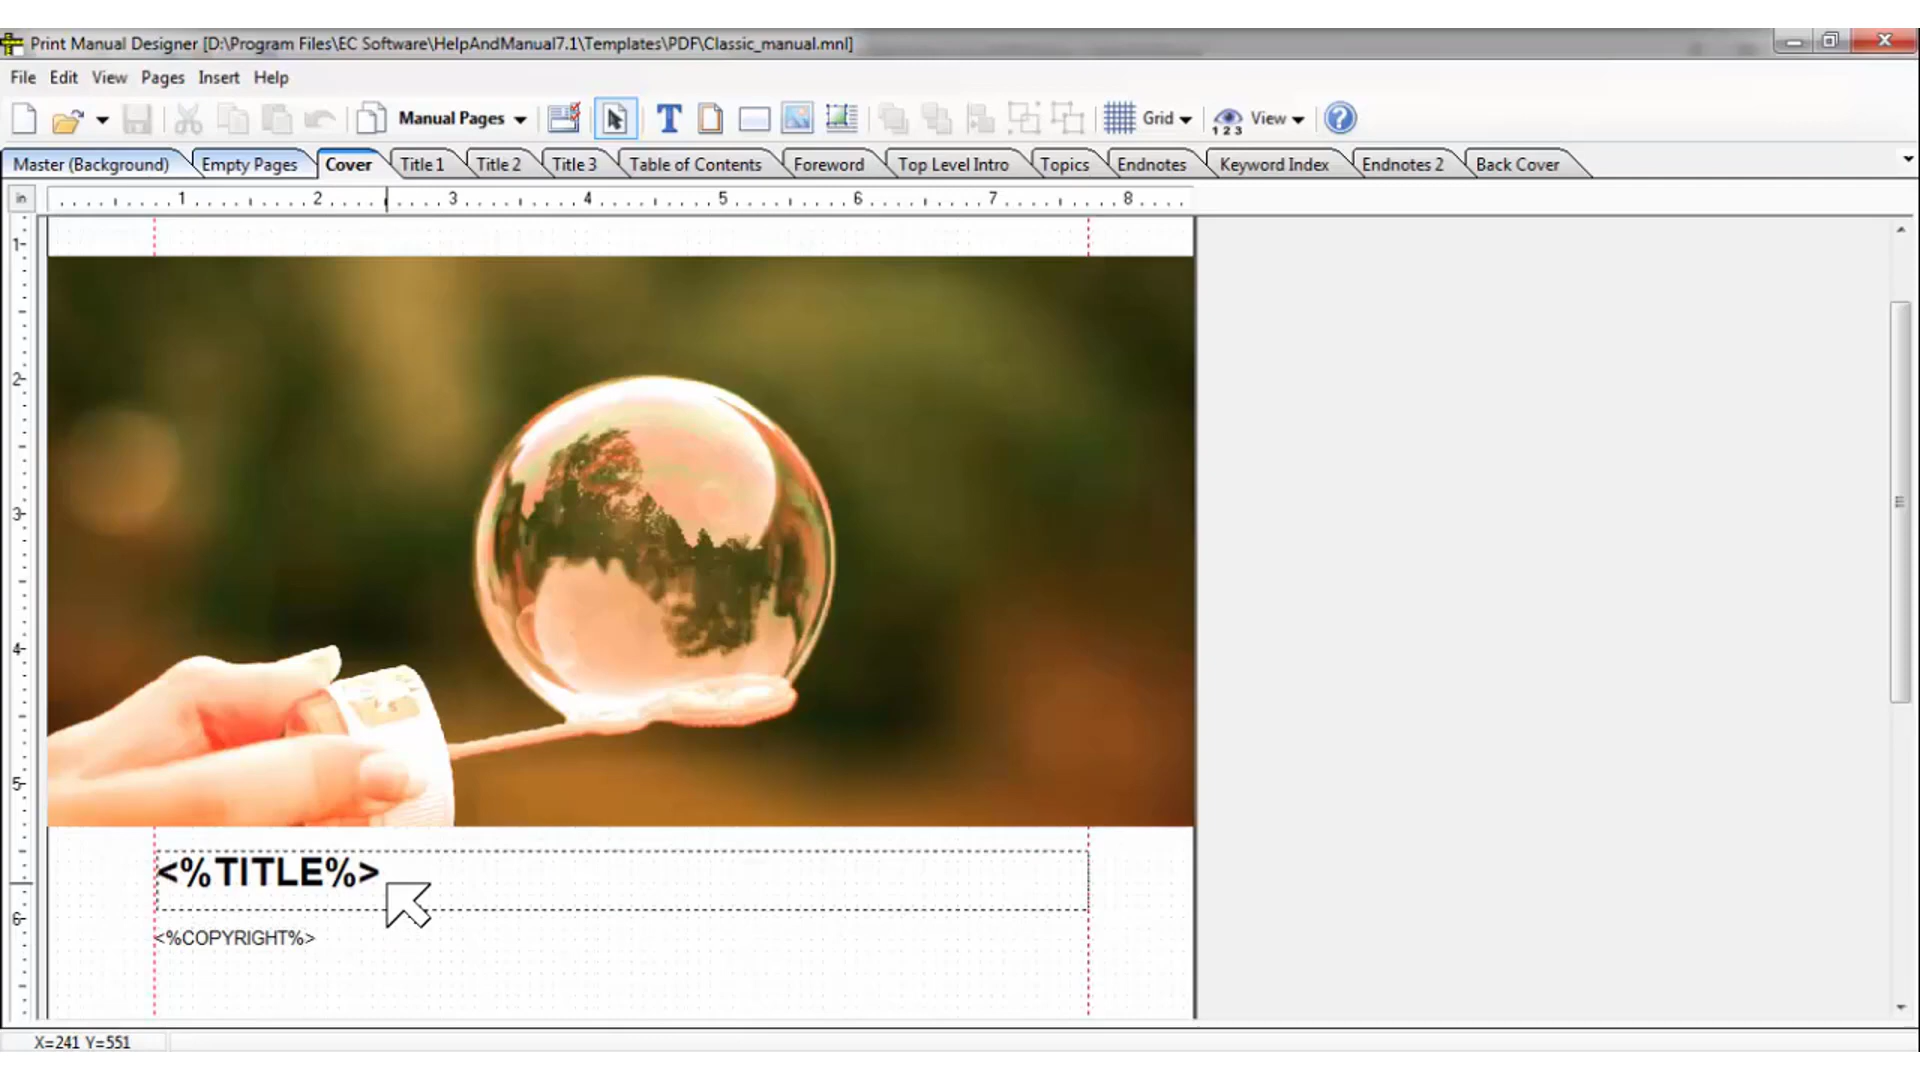 Print Manual Designer [D:\Program Files\EC Software\HelpAndManual7.1\Templates\PDF\Classic_manual.mnl]
File Edit View Pages Insert Help
Manual Pages T Grid 1 2 3 View ?
Master (Background) Empty Pages Cover Title 1 Title 2 Title 3 Table of Contents Foreword Top Level Intro Topics Endnotes Keyword Index Endnotes 2 Back Cover
in 1 2 3 4 5 6 7 8
1
2
3
4
5
<%TITLE%>
6
<%COPYRIGHT%>
X=241 Y=551